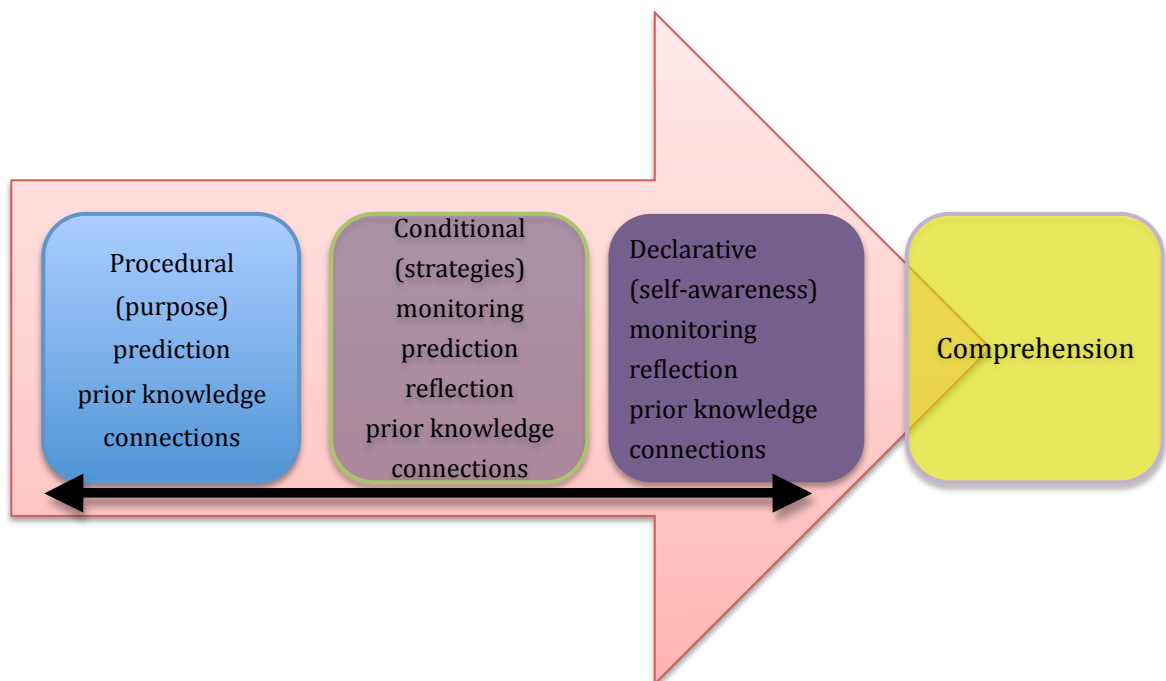 Procedural
(purpose)
prediction
prior knowledge
connections
Conditional
(strategies)
monitoring
prediction
reflection
prior knowledge
connections
Declarative
(self-awareness)
monitoring
reflection
prior knowledge
connections
Comprehension